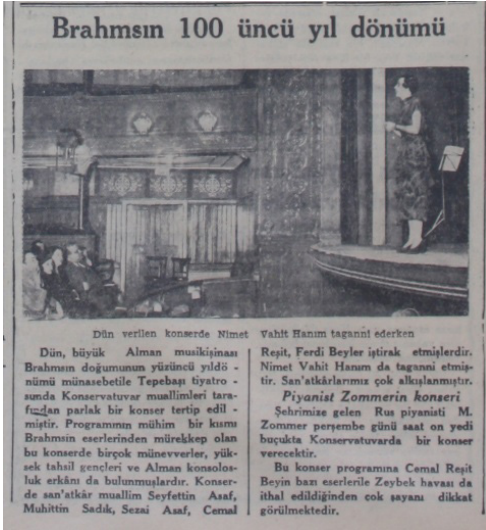 Brahmsın 100 üncü yıl dönümü
Dün verilen konserde Nimet Vahit Hanım taganni ederken
Dün, büyük Alman musikişinası
Brahmsın doğumunun yüzüncü yıldö -
nümü münasebetile Tepebaşı tiyatro -
sunda Konservatuvar muallimleri tara-
fından parlak bir konser tertip edil -
miştir. Programının mühim bir kısmı
Brahmsin eserlerinden mürekkep olan
bu konserde birçok münevverler, yük-
sek tahsil gençleri ve Alman konsolos-
luk erkânı da bulunmuşlardır. Konser-
de san'atkâr muallim Seyfettin Asaf,
Muhittin Sadık, Sezai Asaf, Cemal
Reşit, Ferdi Beyler iştirak etmişlerdir.
Nimet Vahit Hanım da taganni etmiş-
tir. San'atkârlarımız çok alkışlanmıştır.
Piyanist Zommerin konseri
Şehrimize gelen Rus piyanisti M.
Zommer perşembe günü saat on yedi
buçukta Konservatuvarda bir konser
verecektir.
Bu konser programına Cemal Reşit
Beyin bazı eserlerile Zeybek havası da
ithal edildiğinden çok şayanı dikkat
görülmektedir.